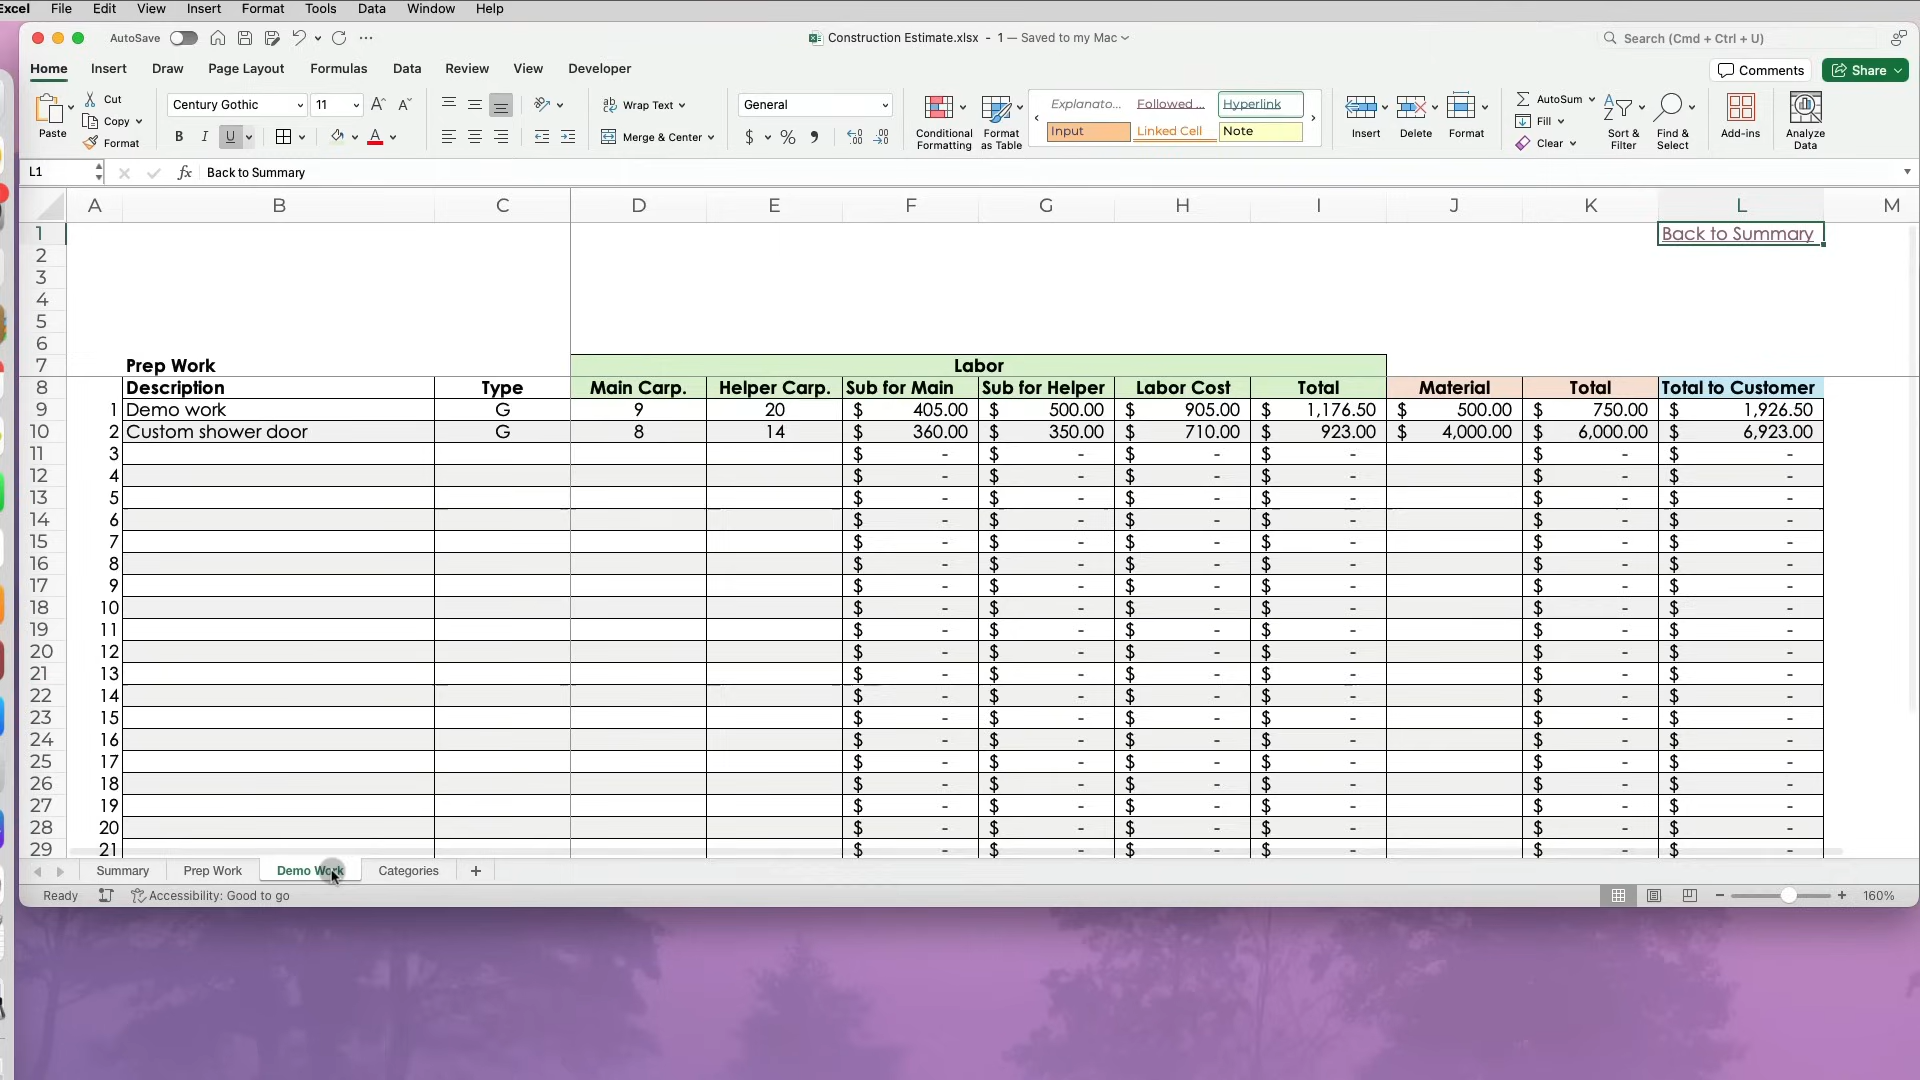 Excel File Edit View Insert Format Tools Data Window Help
AutoSave Construction Estimate.xlsx - 1 — Saved to my Mac Search (Cmd + Ctrl + U)
Home Insert Draw Page Layout Formulas Data Review View Developer Comments Share
Paste Cut Copy Format
Century Gothic 11 A^ Aˇ
B I U A
Wrap Text
Merge & Center
General
$ % ,
Conditional Formatting
Format as Table
Explanato... Followed ... Hyperlink
Input Linked Cell Note
Insert Delete Format
AutoSum
Fill
Clear
Sort & Filter
Find & Select
Add-ins
Analyze Data
L1 fx Back to Summary
A B C D E F G H I J K L M
1 Back to Summary
2
3
4
5
6
7 Prep Work Labor
8 Description Type Main Carp. Helper Carp. Sub for Main Sub for Helper Labor Cost Total Material Total Total to Customer
9 1 Demo work G 9 20 $ 405.00 $ 500.00 $ 905.00 $ 1,176.50 $ 500.00 $ 750.00 $ 1,926.50
10 2 Custom shower door G 8 14 $ 360.00 $ 350.00 $ 710.00 $ 923.00 $ 4,000.00 $ 6,000.00 $ 6,923.00
11 3 $ - $ - $ - $ - $ - $ -
12 4 $ - $ - $ - $ - $ - $ -
13 5 $ - $ - $ - $ - $ - $ -
14 6 $ - $ - $ - $ - $ - $ -
15 7 $ - $ - $ - $ - $ - $ -
16 8 $ - $ - $ - $ - $ - $ -
17 9 $ - $ - $ - $ - $ - $ -
18 10 $ - $ - $ - $ - $ - $ -
19 11 $ - $ - $ - $ - $ - $ -
20 12 $ - $ - $ - $ - $ - $ -
21 13 $ - $ - $ - $ - $ - $ -
22 14 $ - $ - $ - $ - $ - $ -
23 15 $ - $ - $ - $ - $ - $ -
24 16 $ - $ - $ - $ - $ - $ -
25 17 $ - $ - $ - $ - $ - $ -
26 18 $ - $ - $ - $ - $ - $ -
27 19 $ - $ - $ - $ - $ - $ -
28 20 $ - $ - $ - $ - $ - $ -
29 21 $ - $ - $ - $ - $ - $ -
Summary Prep Work Demo Work Categories +
Ready Accessibility: Good to go 160%